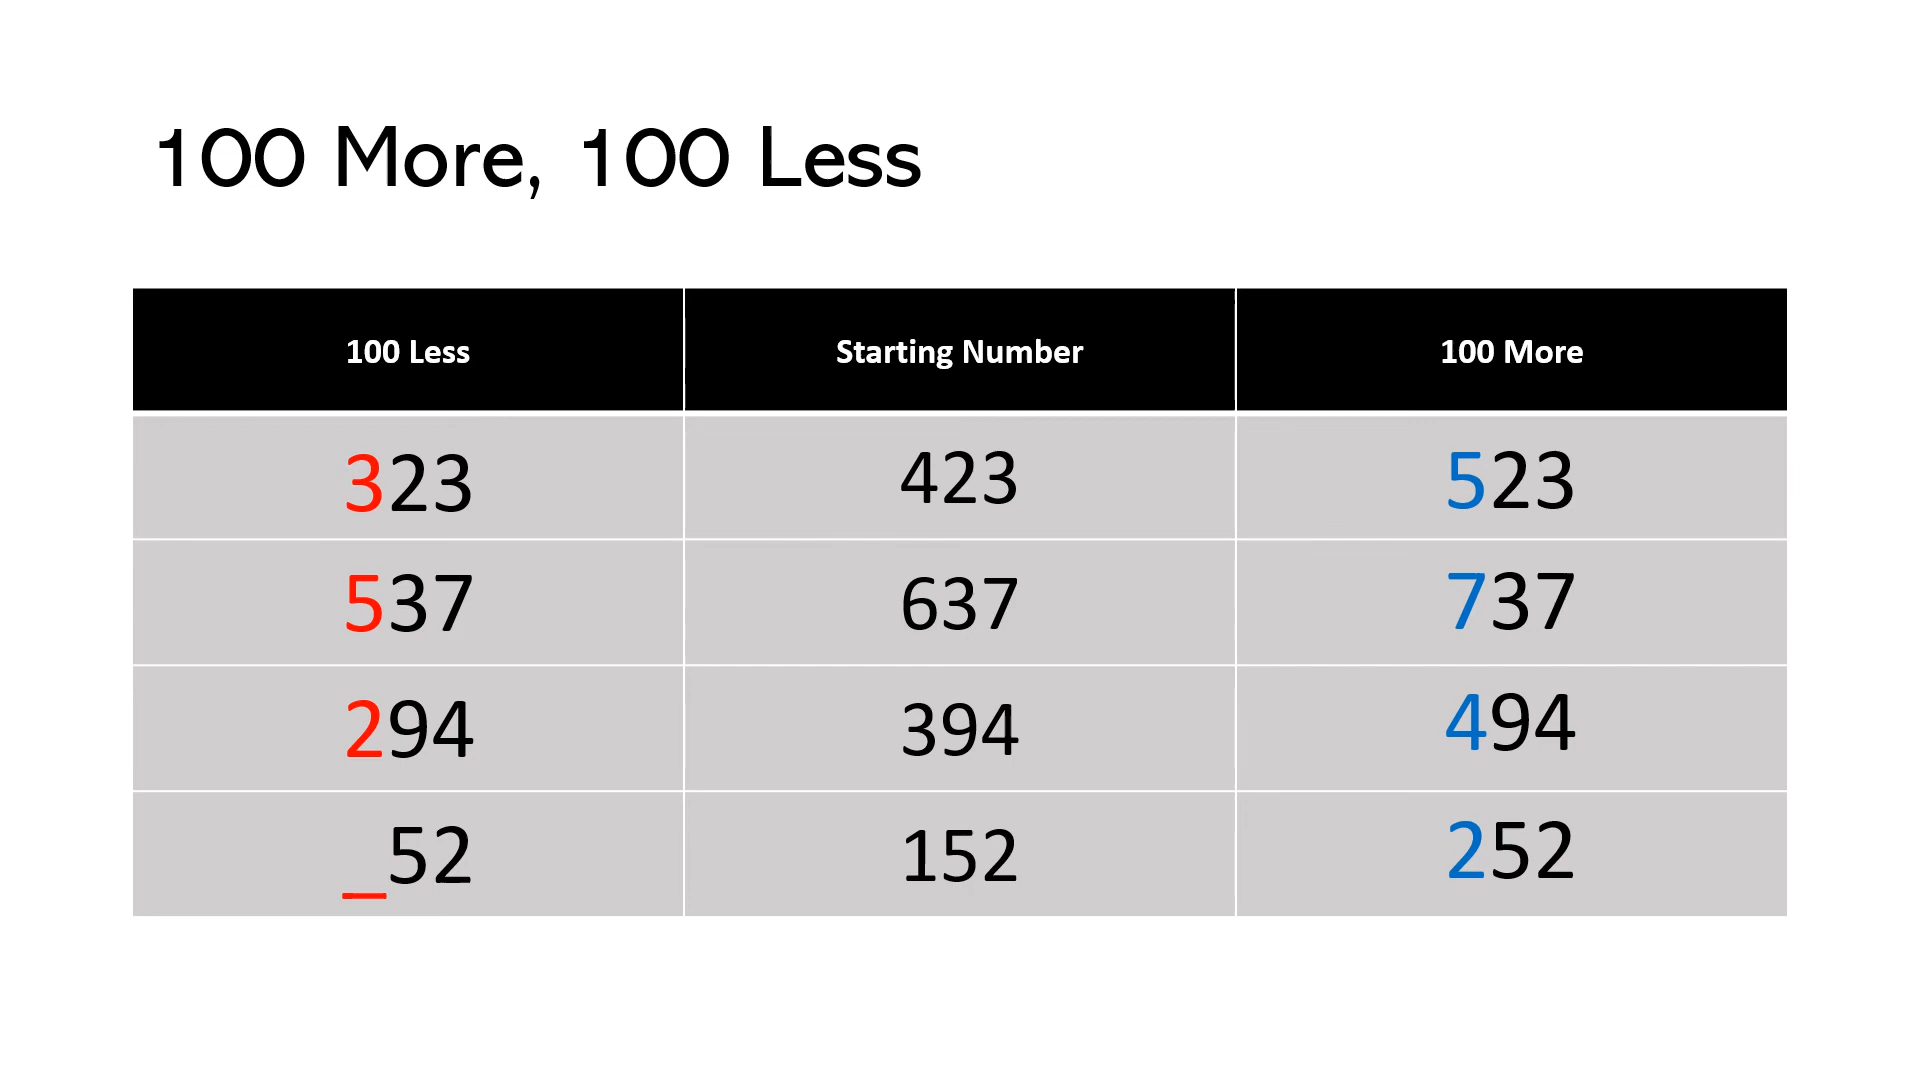 100 More, 100 Less
100 Less Starting Number 100 More
323 423 523
537 637 737
294 394 494
_52 152 252